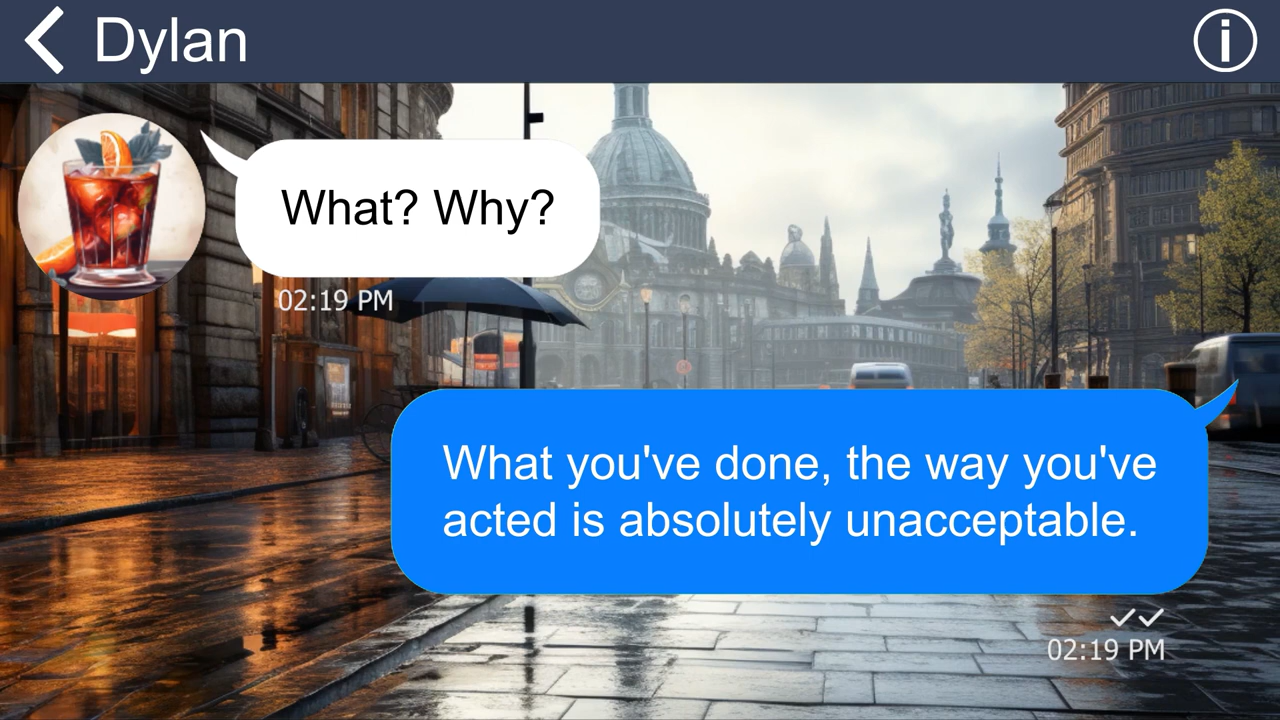 Dylan
What? Why?
02:19 PM
What you've done, the way you've
acted is absolutely unacceptable.
02:19 PM